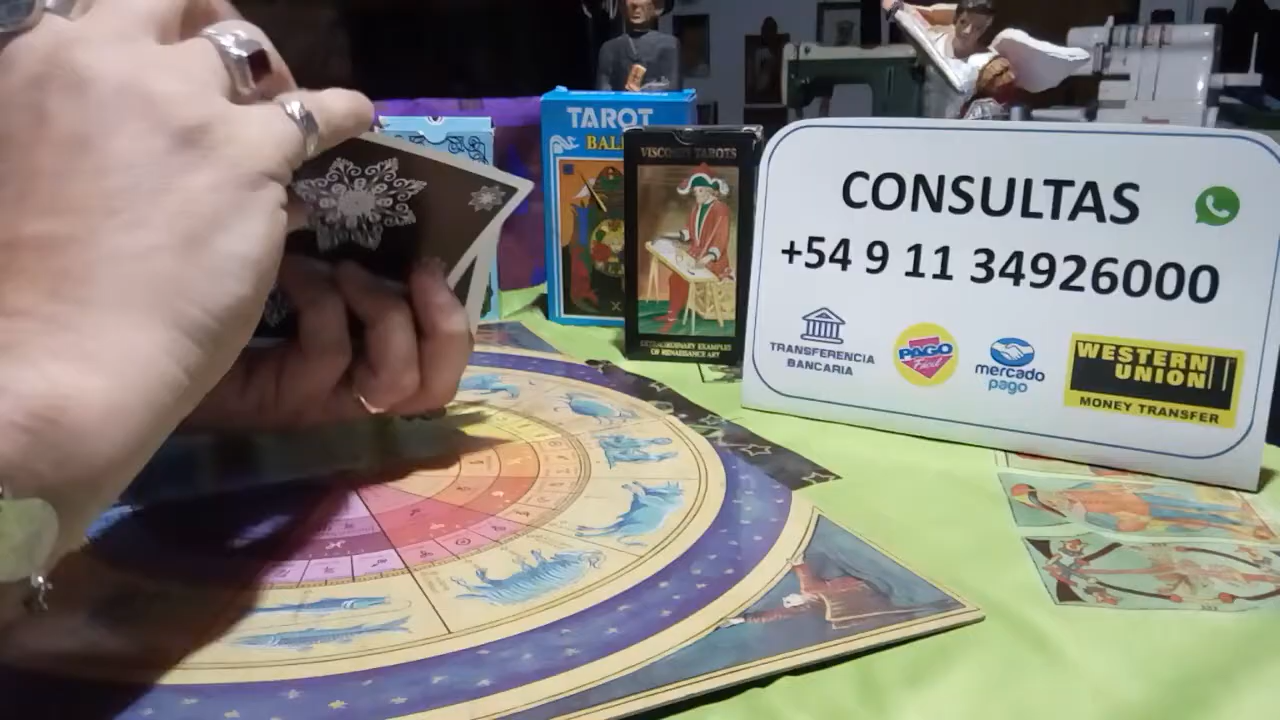 TAROT
VISCONTI TAROTS
EXTRAORDINARY EXAMPLES
OF RENAISSANCE ART
CONSULTAS
+54 9 11 34926000
TRANSFERENCIA
BANCARIA
PAGO
Fácil
mercado
pago
WESTERN
UNION
MONEY TRANSFER